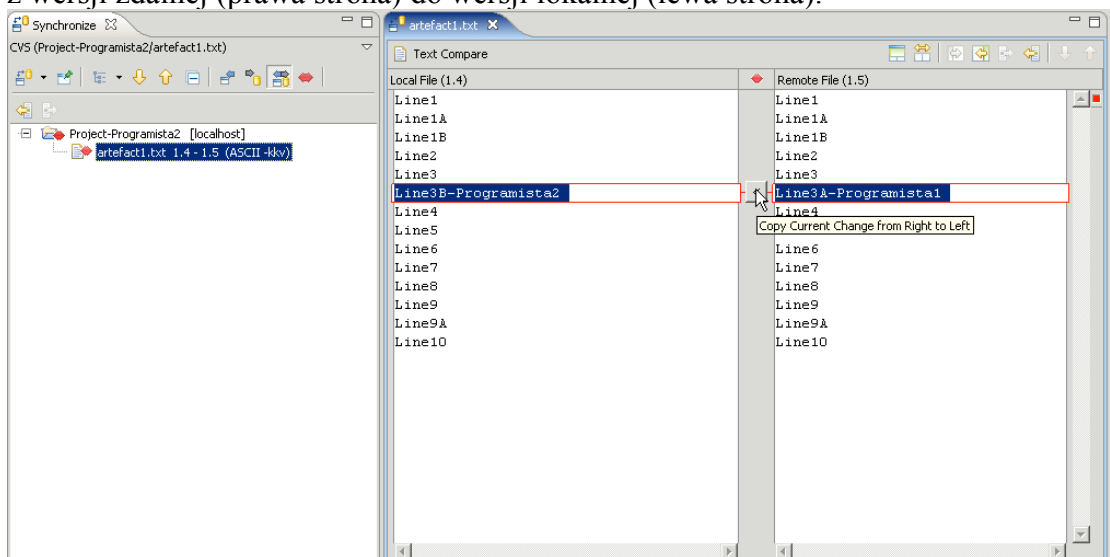 z wersji zdalnej (prawa strona) do wersji lokalnej (lewa strona).
Synchronize
CVS (Project-Programista2/artefact1.txt)
Project-Programista2 [localhost]
artefact1.txt 1.4 - 1.5 (ASCII -kkv)
artefact1.txt
Text Compare
Local File (1.4)
Remote File (1.5)
Line1
Line1A
Line1B
Line2
Line3
Line3B-Programista2
Line4
Line5
Line6
Line7
Line8
Line9
Line9A
Line10
Line1
Line1A
Line1B
Line2
Line3
Line3A-Programista1
Line4
Copy Current Change from Right to Left
Line6
Line7
Line8
Line9
Line9A
Line10